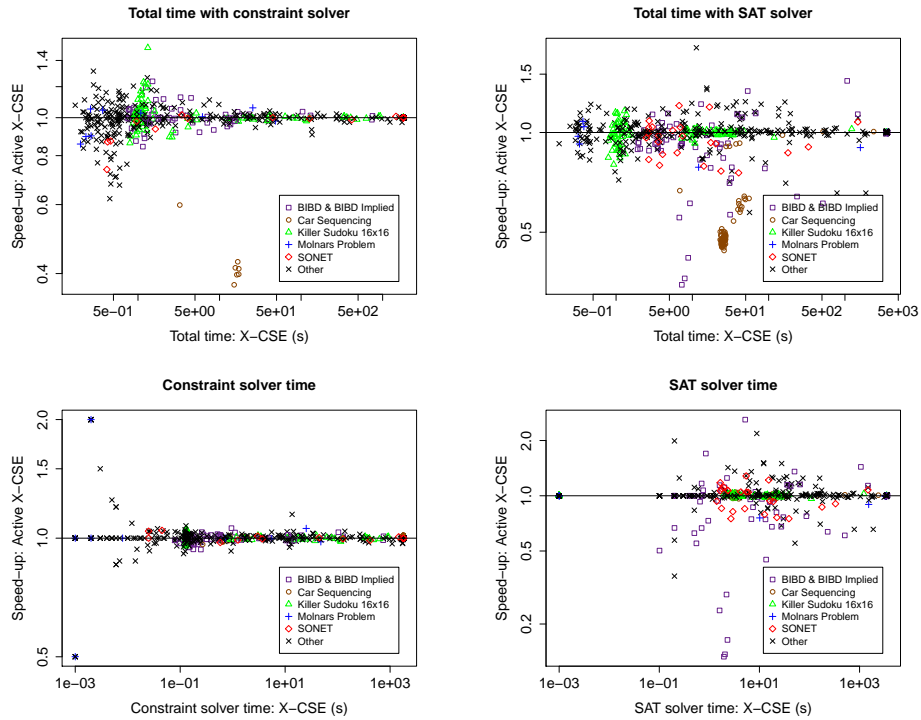 Total time with constraint solver
Speed−up: Active X−CSE
1.4
1.0
0.8
0.6
0.4
BIBD & BIBD Implied
Car Sequencing
Killer Sudoku 16x16
Molnars Problem
SONET
Other
5e−01 5e+00 5e+01 5e+02
Total time: X−CSE (s)
Total time with SAT solver
Speed−up: Active X−CSE
1.5
1.0
0.5
BIBD & BIBD Implied
Car Sequencing
Killer Sudoku 16x16
Molnars Problem
SONET
Other
5e−01 5e+00 5e+01 5e+02 5e+03
Total time: X−CSE (s)
Constraint solver time
Speed−up: Active X−CSE
2.0
1.5
1.0
0.5
BIBD & BIBD Implied
Car Sequencing
Killer Sudoku 16x16
Molnars Problem
SONET
Other
1e−03 1e−01 1e+01 1e+03
Constraint solver time: X−CSE (s)
SAT solver time
Speed−up: Active X−CSE
2.0
1.0
0.5
0.2
BIBD & BIBD Implied
Car Sequencing
Killer Sudoku 16x16
Molnars Problem
SONET
Other
1e−03 1e−01 1e+01 1e+03
SAT solver time: X−CSE (s)